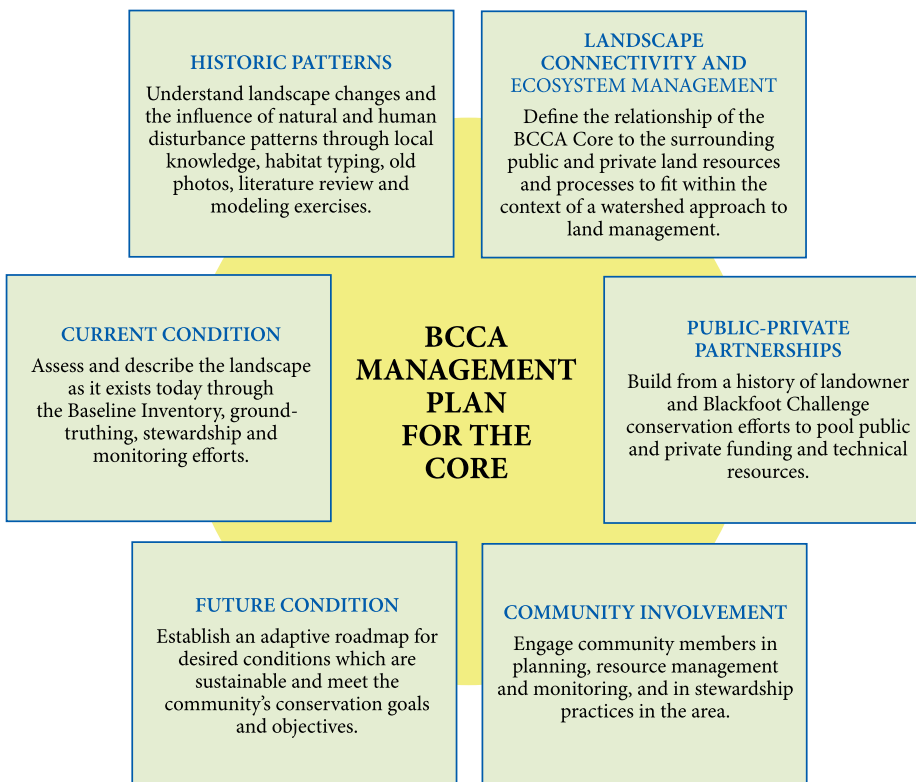 HISTORIC PATTERNS
Understand landscape changes and
the influence of natural and human
disturbance patterns through local
knowledge, habitat typing, old
photos, literature review and
modeling exercises.
LANDSCAPE
CONNECTIVITY AND
ECOSYSTEM MANAGEMENT
Define the relationship of the
BCCA Core to the surrounding
public and private land resources
and processes to fit within the
context of a watershed approach to
land management.
CURRENT CONDITION
Assess and describe the landscape
as it exists today through
the Baseline Inventory, ground-
truthing, stewardship and
monitoring efforts.
BCCA
MANAGEMENT
PLAN
FOR THE
CORE
PUBLIC-PRIVATE
PARTNERSHIPS
Build from a history of landowner
and Blackfoot Challenge
conservation efforts to pool public
and private funding and technical
resources.
FUTURE CONDITION
Establish an adaptive roadmap for
desired conditions which are
sustainable and meet the
community’s conservation goals
and objectives.
COMMUNITY INVOLVEMENT
Engage community members in
planning, resource management
and monitoring, and in stewardship
practices in the area.